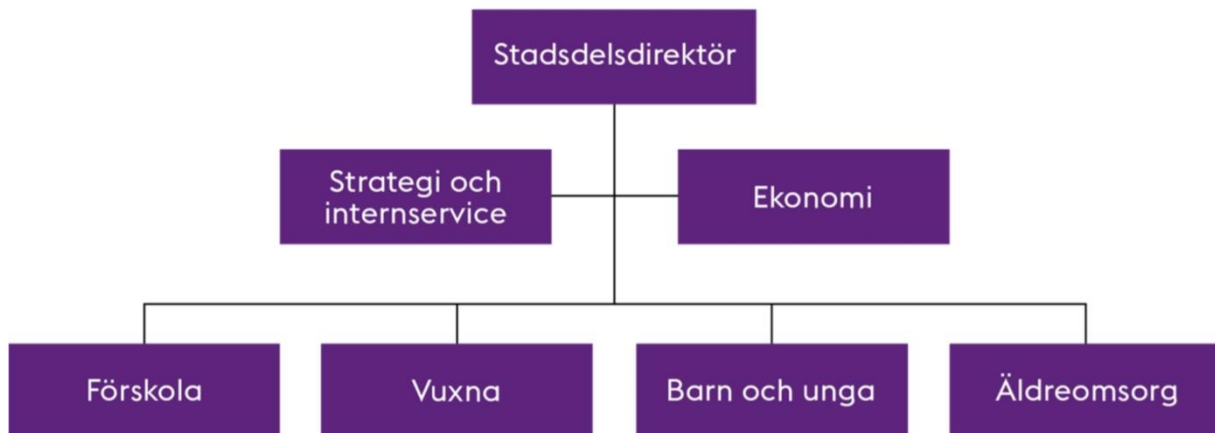 Stadsdelsdirektör
Strategi och
internservice
Ekonomi
Förskola
Vuxna
Barn och unga
Äldreomsorg